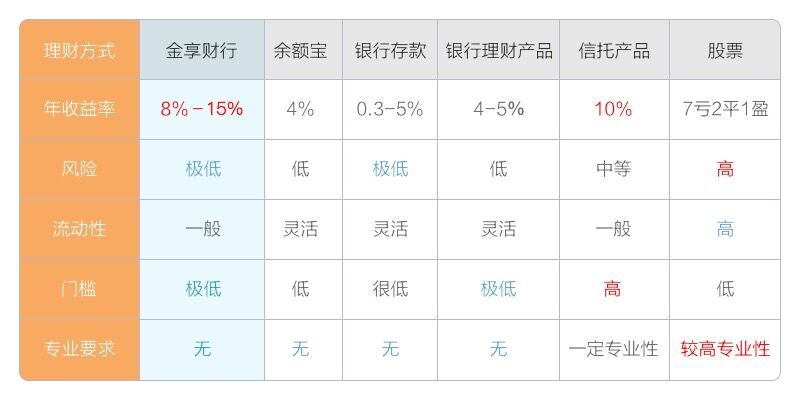 理财方式 金享财行 余额宝 银行存款 银行理财产品 信托产品 股票
年收益率 8%-15% 4% 0.3-5% 4-5% 10% 7亏2平1盈
风险 极低 低 极低 低 中等 高
流动性 一般 灵活 灵活 灵活 一般 高
门槛 极低 低 很低 极低 高 低
专业要求 无 无 无 无 一定专业性 较高专业性